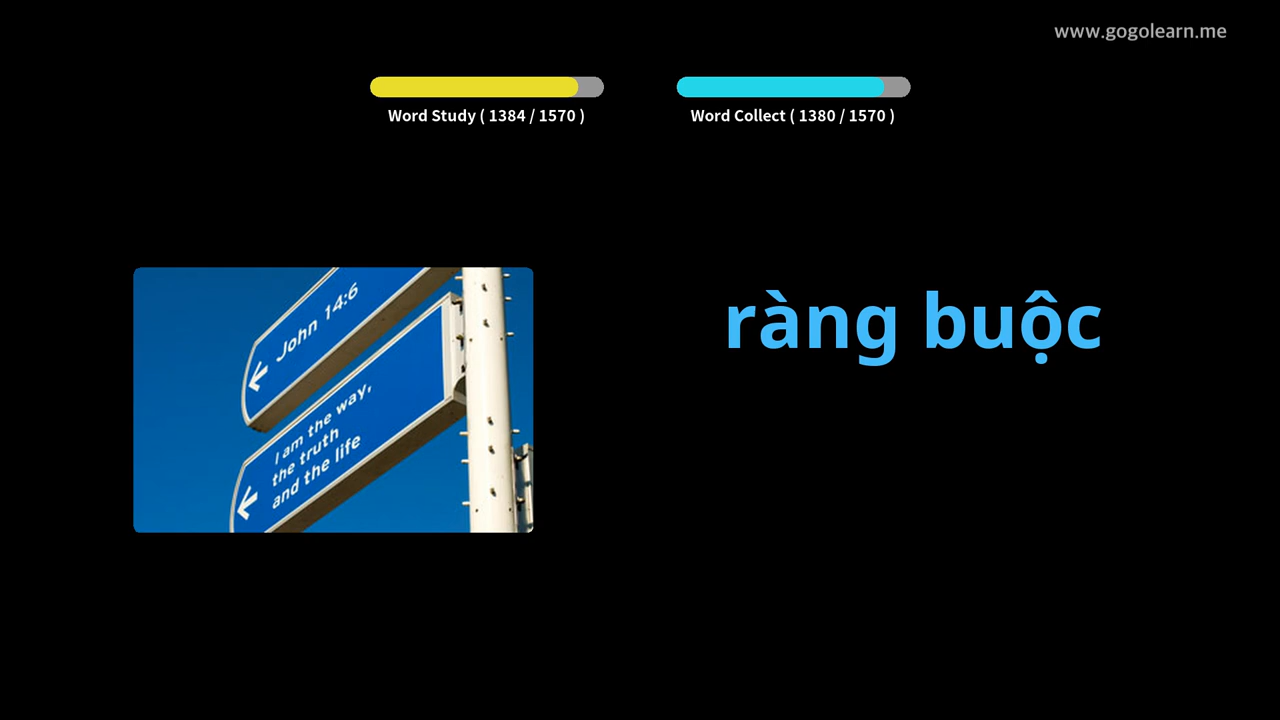 www.gogolearn.me
Word Study ( 1384 / 1570 )
Word Collect ( 1380 / 1570 )
John 14:6
I am the way,
the truth
and the life
ràng buộc